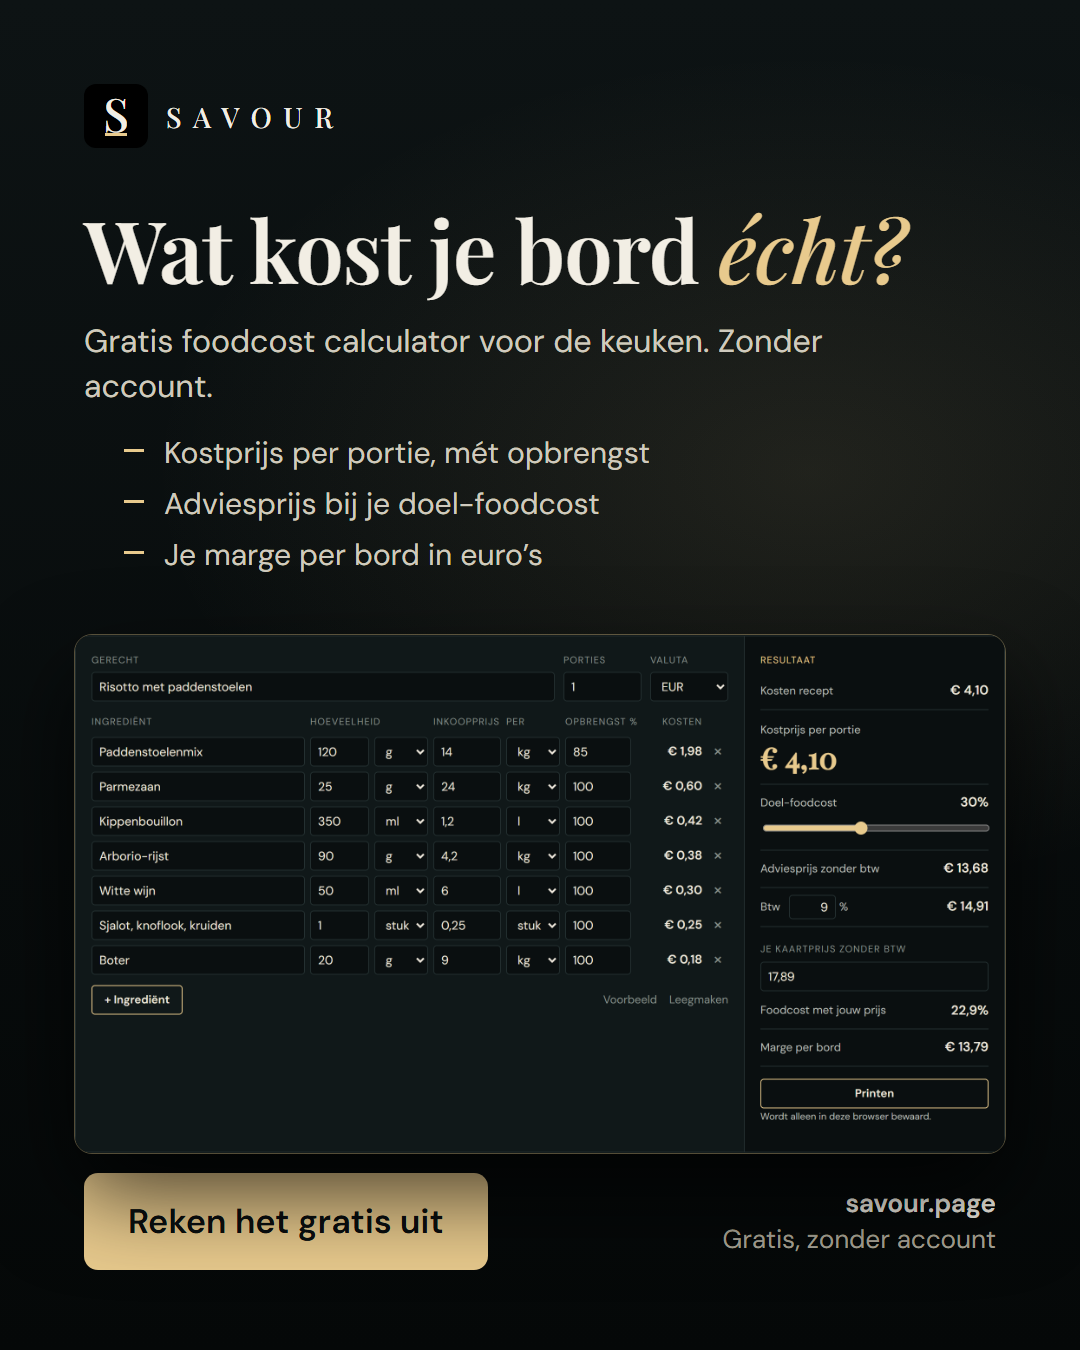 S SAVOUR
Wat kost je bord écht?
Gratis foodcost calculator voor de keuken. Zonder
account.
— Kostprijs per portie, mét opbrengst
— Adviesprijs bij je doel-foodcost
— Je marge per bord in euro's
GERECHT PORTIES VALUTA
Risotto met paddenstoelen 1 EUR
INGREDIËNT HOEVEELHEID INKOOPPRIJS PER OPBRENGST % KOSTEN
Paddenstoelenmix 120 g 14 kg 85 € 1,98 ×
Parmezaan 25 g 24 kg 100 € 0,60 ×
Kippenbouillon 350 ml 1,2 l 100 € 0,42 ×
Arborio-rijst 90 g 4,2 kg 100 € 0,38 ×
Witte wijn 50 ml 6 l 100 € 0,30 ×
Sjalot, knoflook, kruiden 1 stuk 0,25 stuk 100 € 0,25 ×
Boter 20 g 9 kg 100 € 0,18 ×
+ Ingrediënt Voorbeeld Leegmaken
RESULTAAT
Kosten recept € 4,10
Kostprijs per portie
€ 4,10
Doel-foodcost 30%
Adviesprijs zonder btw € 13,68
Btw 9 % € 14,91
JE KAARTPRIJS ZONDER BTW
17,89
Foodcost met jouw prijs 22,9%
Marge per bord € 13,79
Printen
Wordt alleen in deze browser bewaard.
Reken het gratis uit
savour.page
Gratis, zonder account